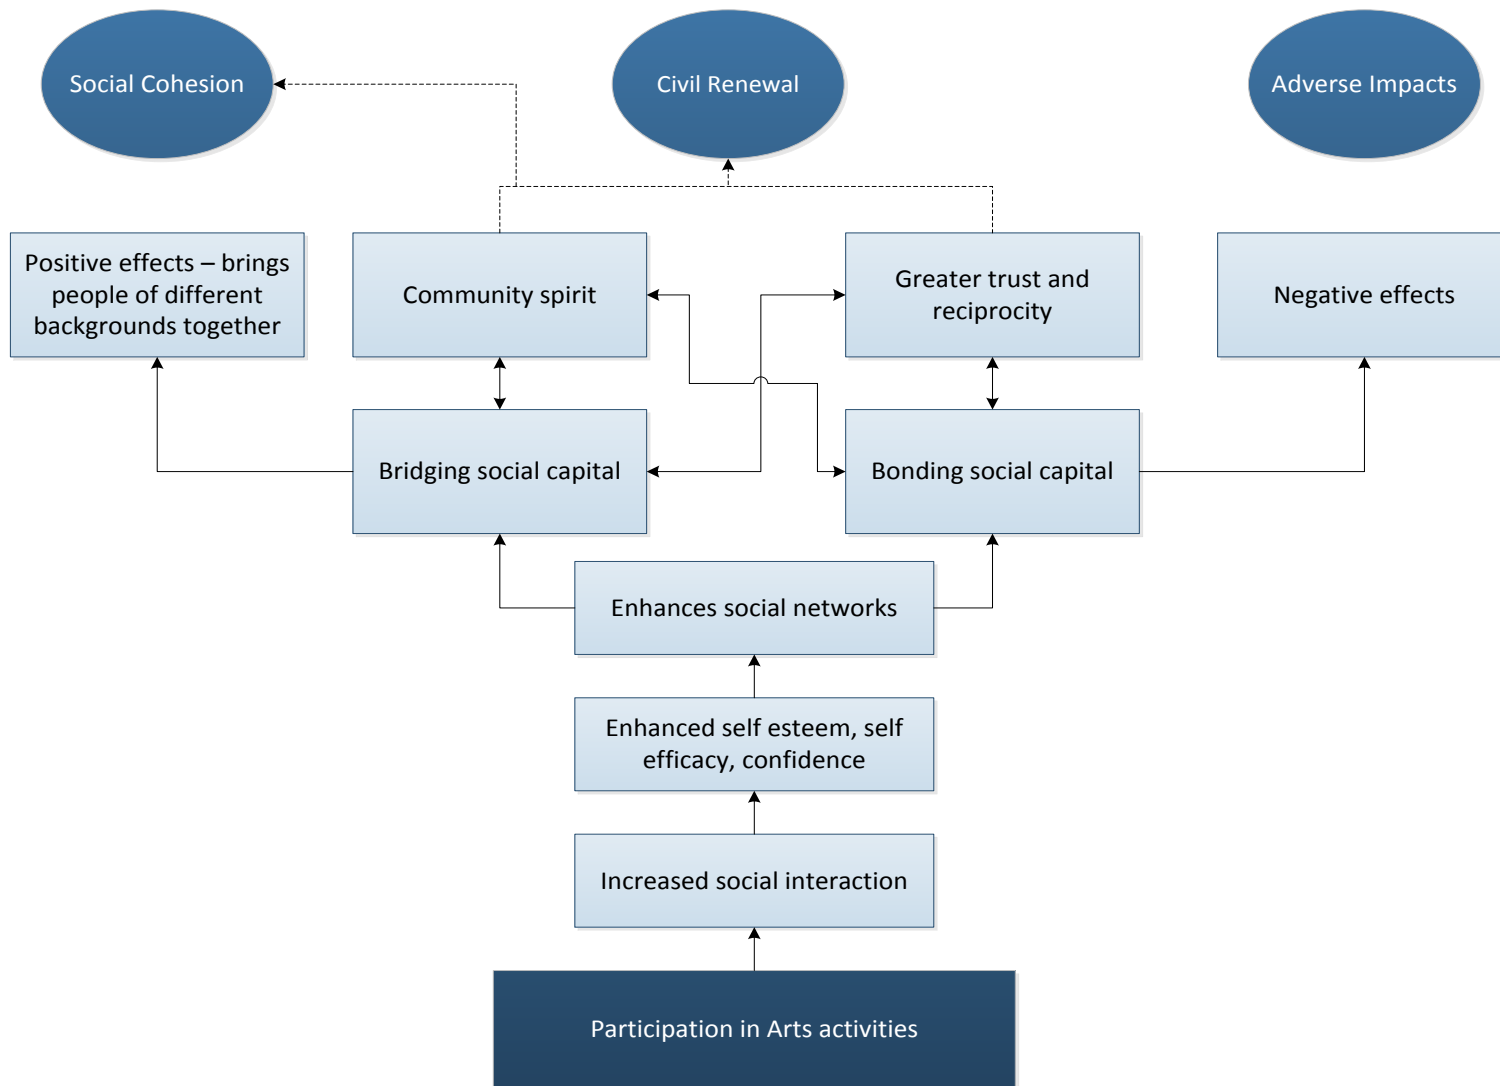 Social Cohesion
Civil Renewal
Adverse Impacts
Positive effects – brings
people of different
backgrounds together
Community spirit
Greater trust and
reciprocity
Negative effects
Bridging social capital
Bonding social capital
Enhances social networks
Enhanced self esteem, self
efficacy, confidence
Increased social interaction
Participation in Arts activities